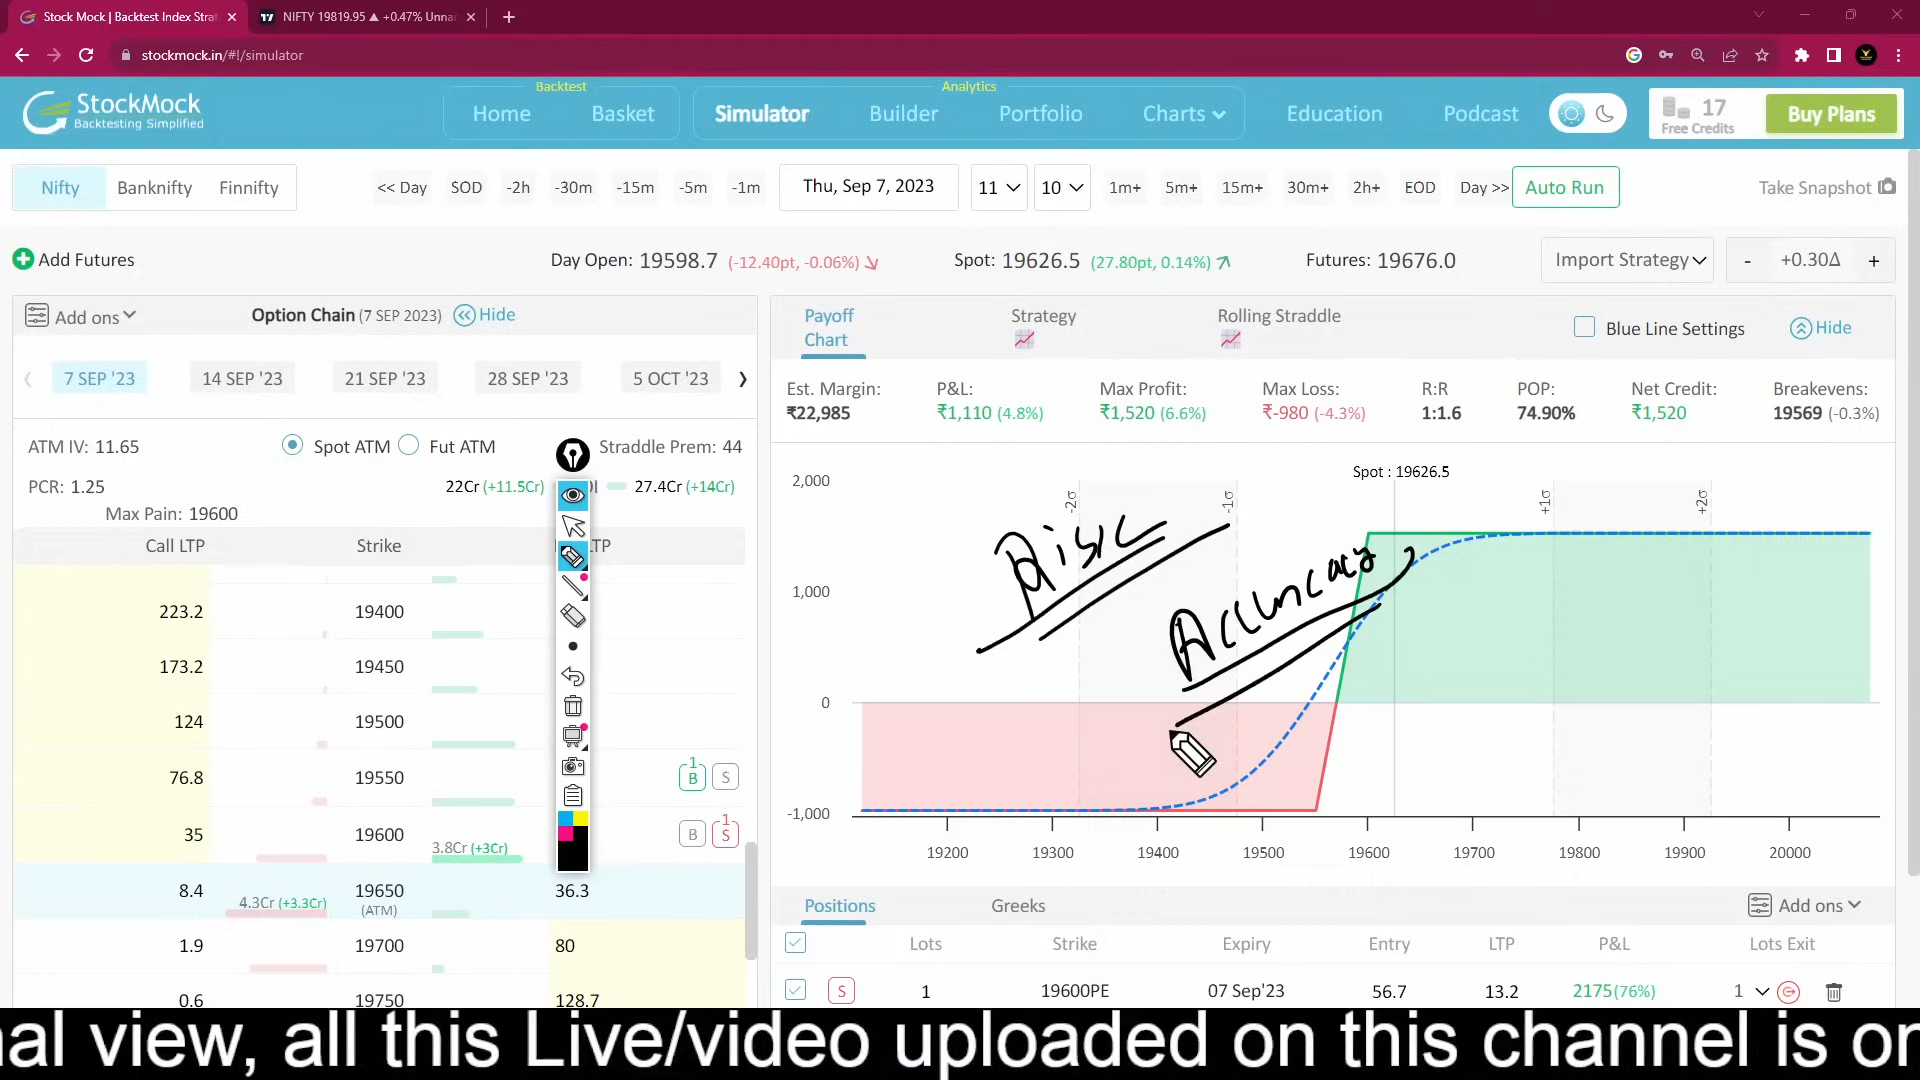 Stock Mock | Backtest Index Strat
NIFTY 19819.95 ▲ +0.47% Unna
stockmock.in/#!/simulator
StockMock
Backtesting Simplified
Backtest
Home
Basket
Analytics
Simulator
Builder
Portfolio
Charts
Education
Podcast
17
Free Credits
Buy Plans
Nifty
Banknifty
Finnifty
<< Day
SOD
-2h
-30m
-15m
-5m
-1m
Thu, Sep 7, 2023
11
10
1m+
5m+
15m+
30m+
2h+
EOD
Day >>
Auto Run
Take Snapshot
Add Futures
Day Open: 19598.7 (-12.40pt, -0.06%)
Spot: 19626.5 (27.80pt, 0.14%)
Futures: 19676.0
Import Strategy
- +0.30Δ +
Add ons
Option Chain (7 SEP 2023)
Hide
7 SEP '23
14 SEP '23
21 SEP '23
28 SEP '23
5 OCT '23
ATM IV: 11.65
Spot ATM
Fut ATM
Straddle Prem: 44
PCR: 1.25
22Cr (+11.5Cr)
27.4Cr (+14Cr)
Max Pain: 19600
Call LTP
Strike
LTP
223.2 19400
173.2 19450
124 19500
76.8 19550 1 B S
35 19600 3.8Cr (+3Cr) B 1 S
8.4 4.3Cr (+3.3Cr) 19650 36.3
(ATM)
1.9 19700 80
0.6 19750 128.7
Payoff
Chart
Strategy
Rolling Straddle
Blue Line Settings
Hide
Est. Margin:
₹22,985
P&L:
₹1,110 (4.8%)
Max Profit:
₹1,520 (6.6%)
Max Loss:
₹-980 (-4.3%)
R:R
1:1.6
POP:
74.90%
Net Credit:
₹1,520
Breakevens:
19569 (-0.3%)
Spot : 19626.5
2,000
1,000
0
-1,000
-2σ
-1σ
+1σ
+2σ
19200 19300 19400 19500 19600 19700 19800 19900 20000
Positions
Greeks
Add ons
Lots Strike Expiry Entry LTP P&L Lots Exit
S 1 19600PE 07 Sep'23 56.7 13.2 2175(76%) 1
nal view, all this Live/video uploaded on this channel is on